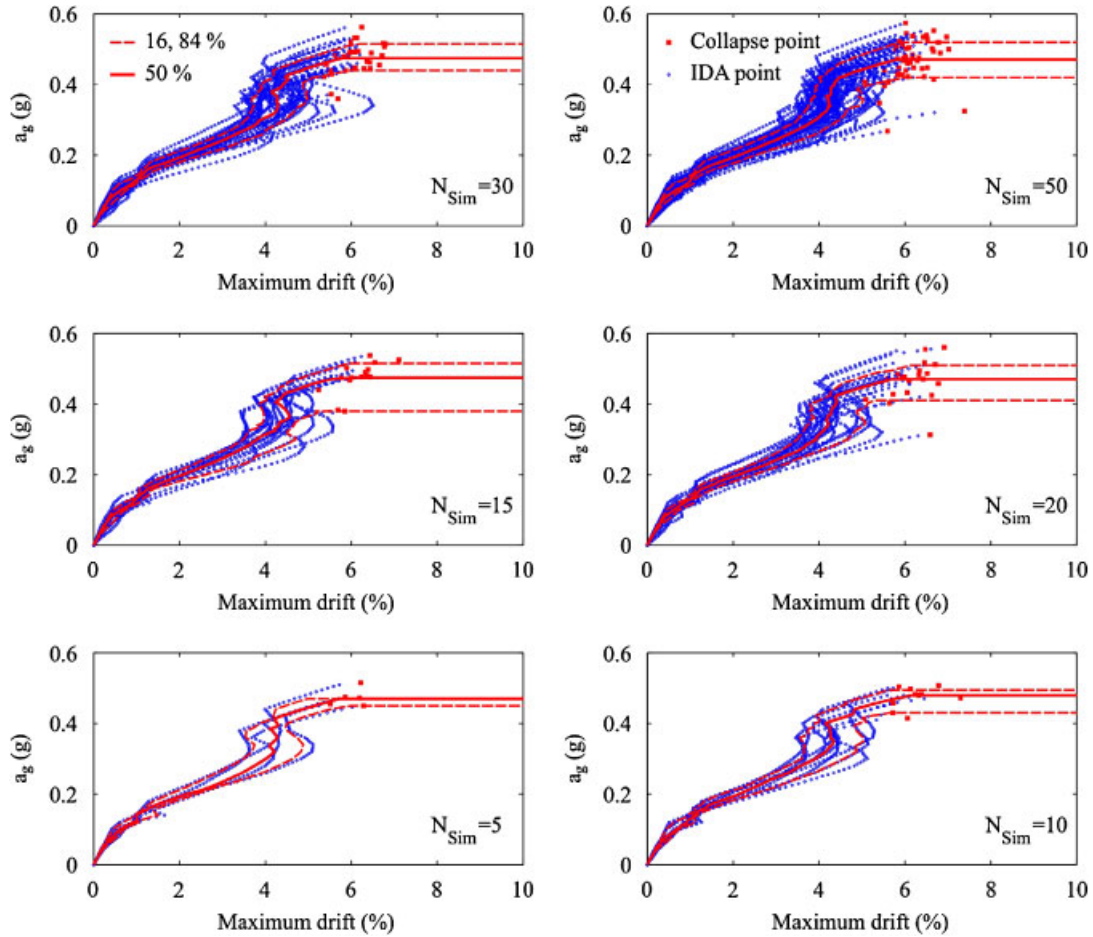 0.6
0.4
0.2
0
a_g (g)
16, 84 %
50 %
N_Sim=30
0 2 4 6 8 10
Maximum drift (%)
0.6
0.4
0.2
0
a_g (g)
Collapse point
IDA point
N_Sim=50
0 2 4 6 8 10
Maximum drift (%)
0.6
0.4
0.2
0
a_g (g)
N_Sim=15
0 2 4 6 8 10
Maximum drift (%)
0.6
0.4
0.2
0
a_g (g)
N_Sim=20
0 2 4 6 8 10
Maximum drift (%)
0.6
0.4
0.2
0
a_g (g)
N_Sim=5
0 2 4 6 8 10
Maximum drift (%)
0.6
0.4
0.2
0
a_g (g)
N_Sim=10
0 2 4 6 8 10
Maximum drift (%)